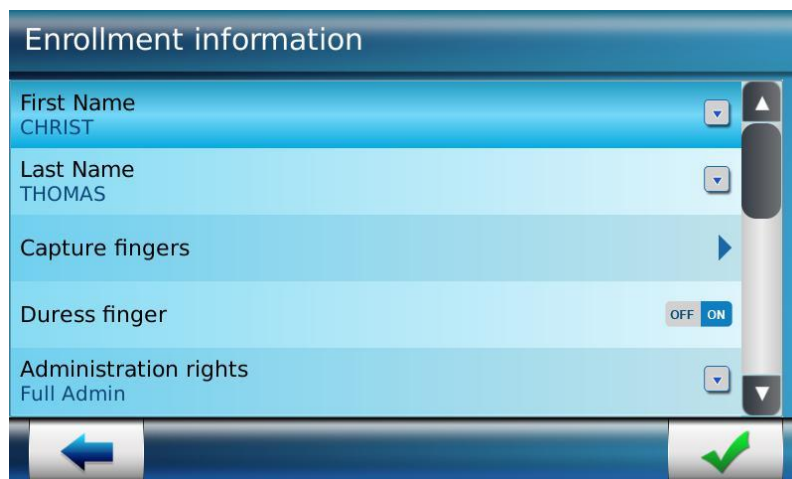 Enrollment information
First Name
CHRIST
Last Name
THOMAS
Capture fingers
Duress finger
OFF ON
Administration rights
Full Admin